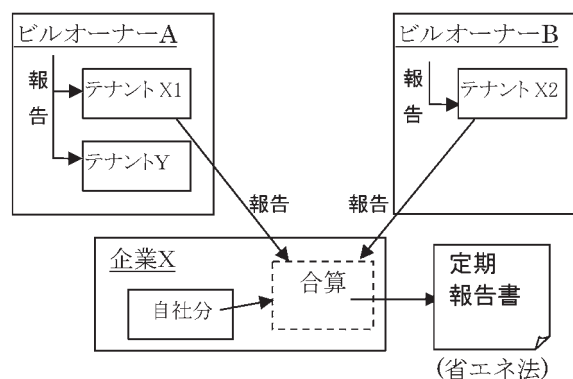 ビルオーナーA
報告
テナントX1
テナントY
ビルオーナーB
報告
テナントX2
報告
報告
企業X
自社分
合算
定期
報告書
(省エネ法)